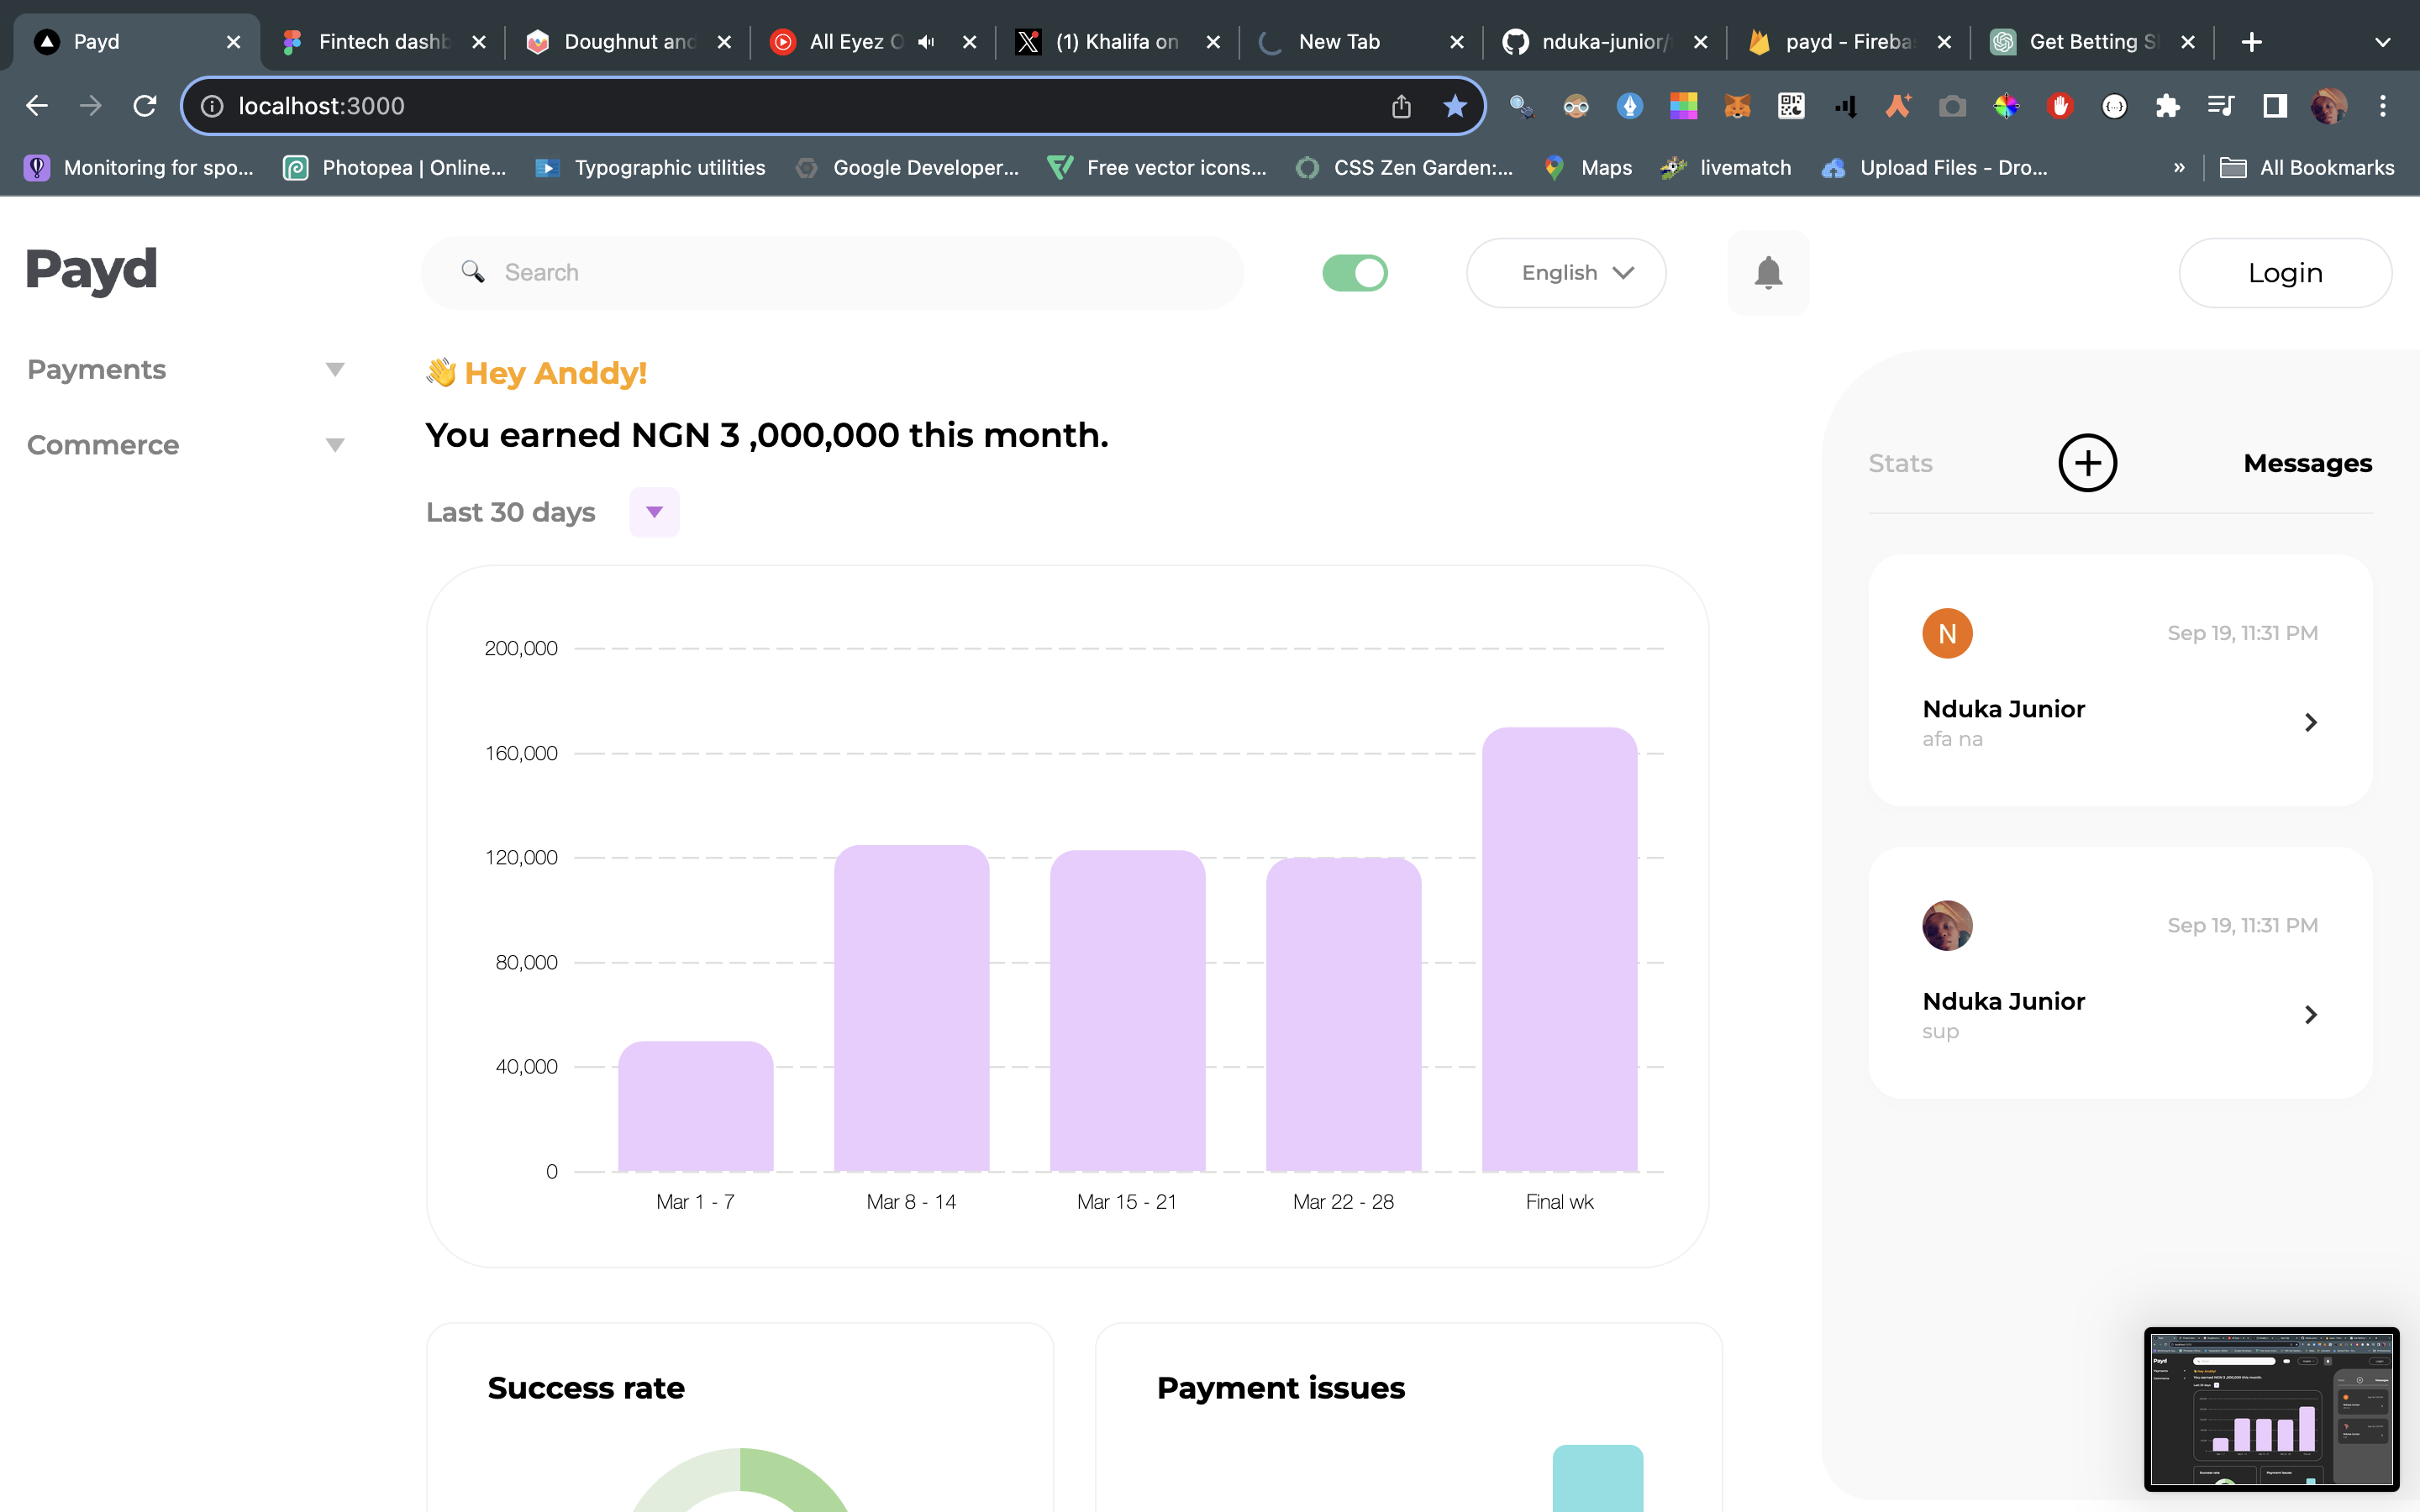 Payd
Fintech dashb
Doughnut and
All Eyez O
(1) Khalifa on
New Tab
nduka-junior/
payd - Fireba
Get Betting S
localhost:3000
Monitoring for spo...
Photopea | Online...
Typographic utilities
Google Developer...
Free vector icons...
CSS Zen Garden:...
Maps
livematch
Upload Files - Dro...
»
All Bookmarks
Payd
Search
English
Login
Payments
Commerce
Hey Anddy!
You earned NGN 3 ,000,000 this month.
Last 30 days
200,000
160,000
120,000
80,000
40,000
0
Mar 1 - 7
Mar 8 - 14
Mar 15 - 21
Mar 22 - 28
Final wk
Success rate
Payment issues
Stats
Messages
N
Sep 19, 11:31 PM
Nduka Junior
afa na
Sep 19, 11:31 PM
Nduka Junior
sup